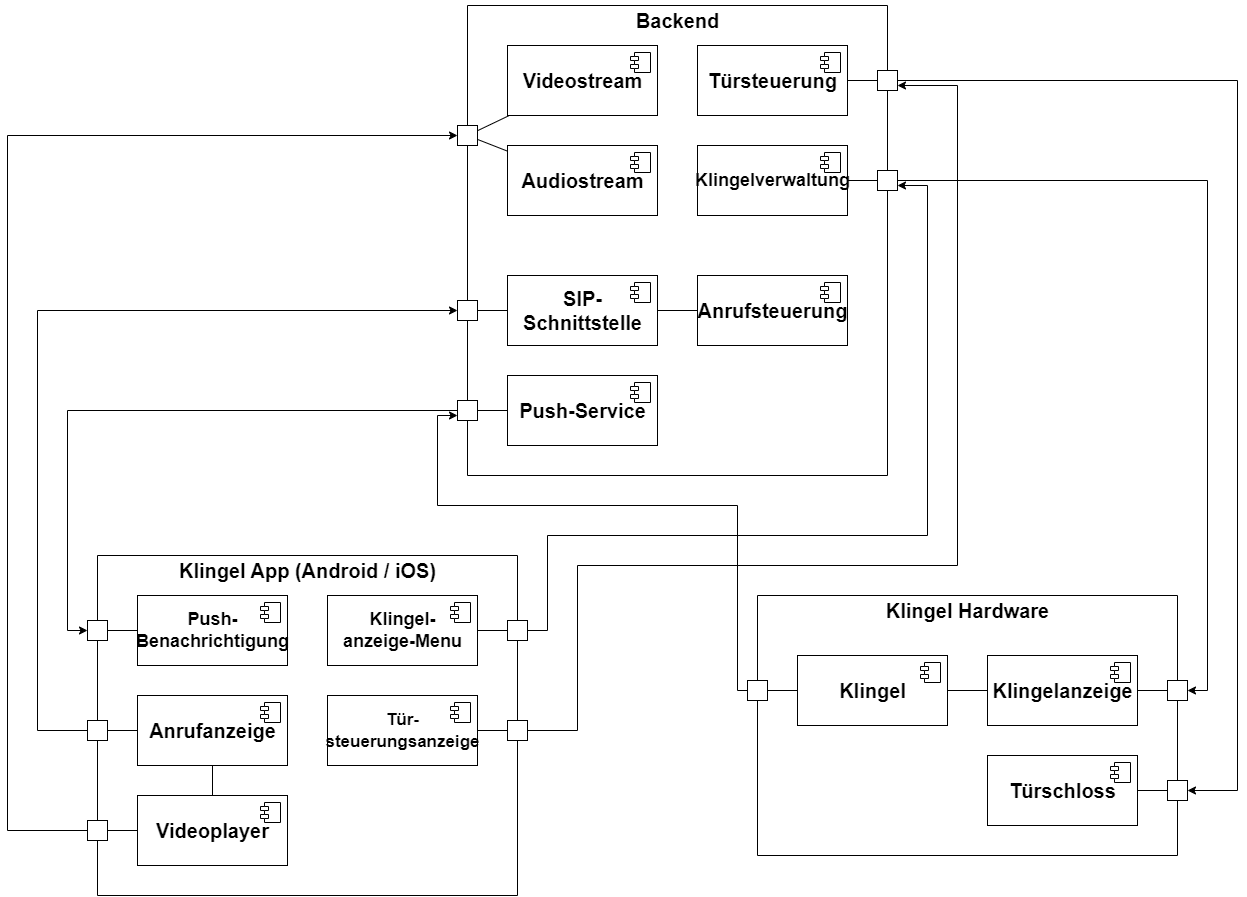 Backend
Videostream
Türsteuerung
Audiostream
Klingelverwaltung
SIP-
Schnittstelle
Anrufsteuerung
Push-Service
Klingel App (Android / iOS)
Push-
Benachrichtigung
Klingel-
anzeige-Menu
Anrufanzeige
Tür-
steuerungsanzeige
Videoplayer
Klingel Hardware
Klingel
Klingelanzeige
Türschloss